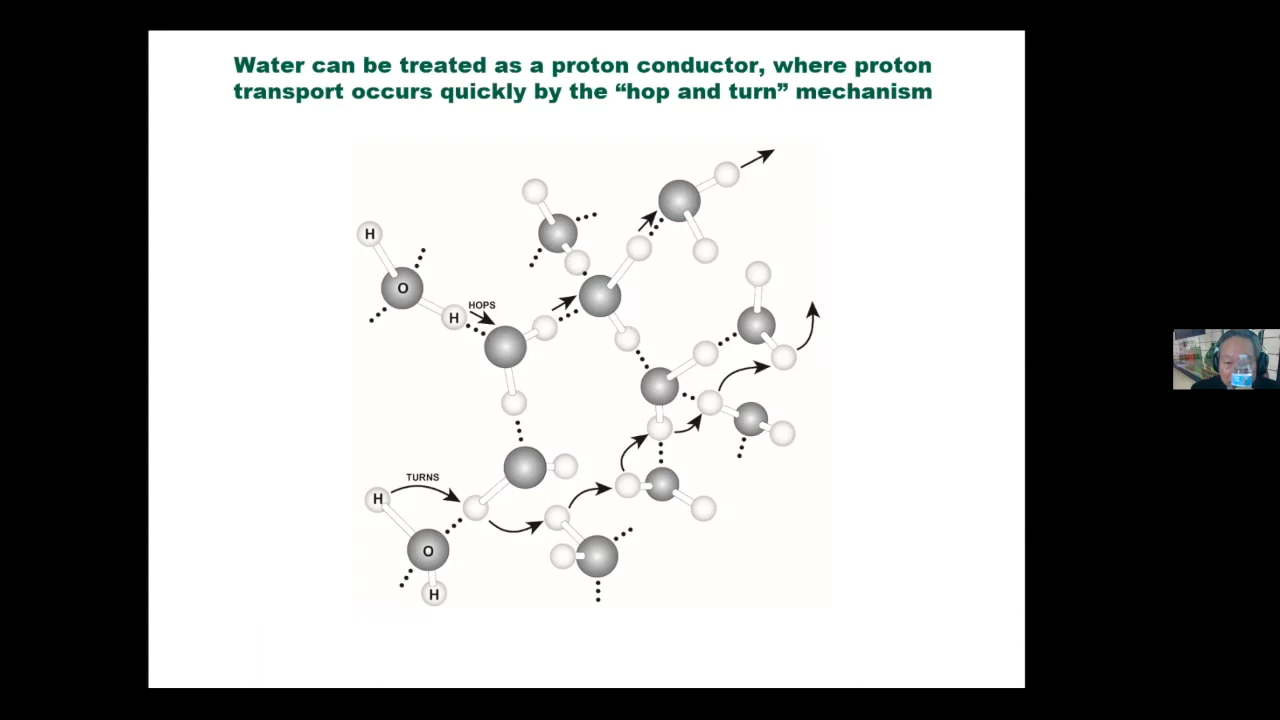 Water can be treated as a proton conductor, where proton
transport occurs quickly by the “hop and turn” mechanism
H
O
H
HOPS
TURNS
H
O
H